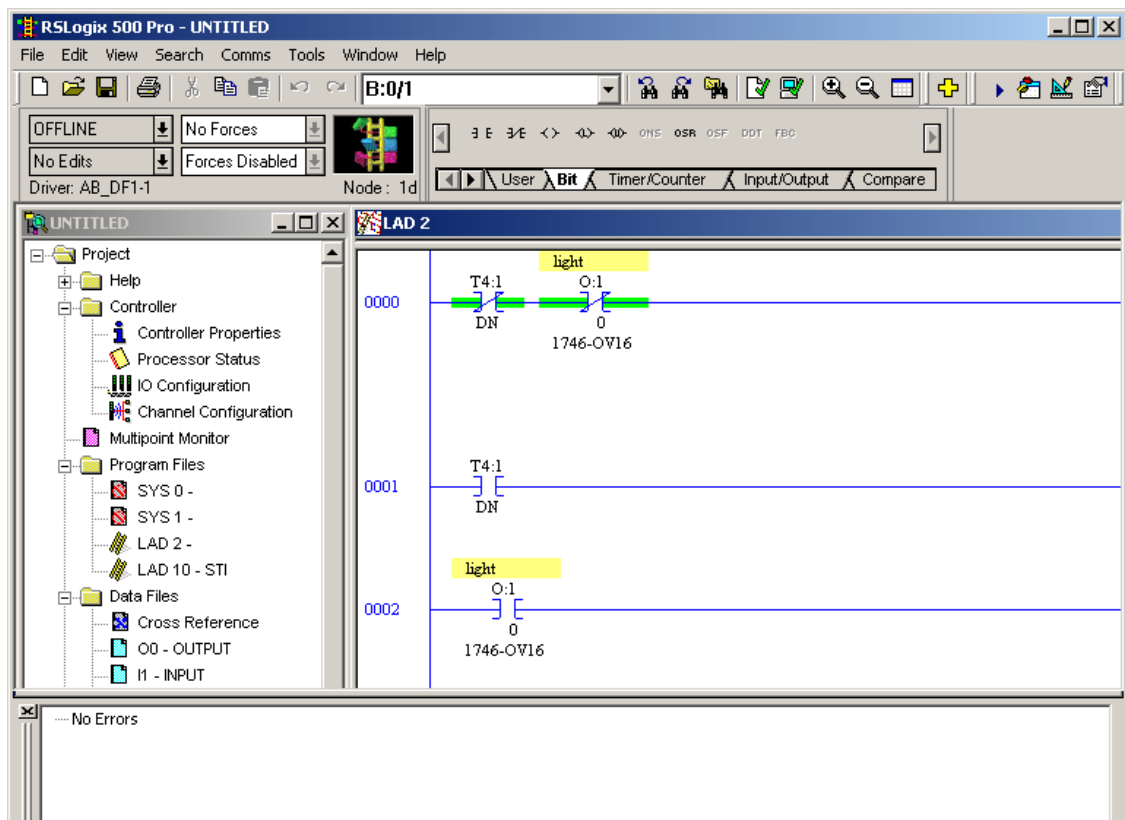 RSLogix 500 Pro - UNTITLED
File Edit View Search Comms Tools Window Help
B:0/1
OFFLINE No Forces
No Edits Forces Disabled
Driver: AB_DF1-1 Node: 1d
ONS OSR OSF DDT FBC
User Bit Timer/Counter Input/Output Compare
UNTITLED
Project
Help
Controller
Controller Properties
Processor Status
IO Configuration
Channel Configuration
Multipoint Monitor
Program Files
SYS 0 -
SYS 1 -
LAD 2 -
LAD 10 - STI
Data Files
Cross Reference
O0 - OUTPUT
I1 - INPUT
LAD 2
light
T4:1 O:1
0000
DN 0
1746-OV16
T4:1
0001
DN
light
O:1
0002
0
1746-OV16
No Errors